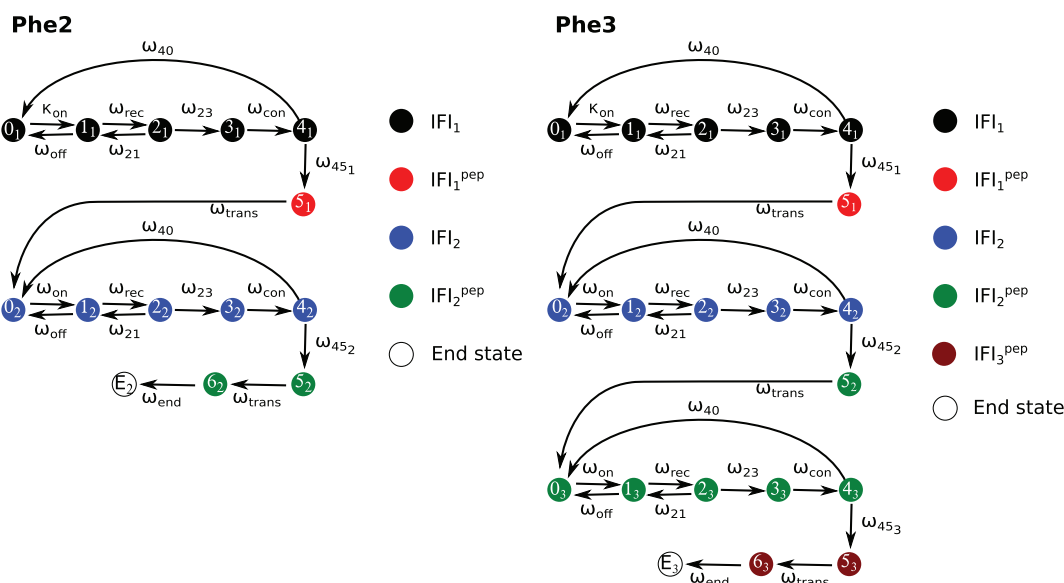 Phe2
ω40
κon ωrec ω23 ωcon
01 11 21 31 41
ωoff ω21
ω451
51
ωtrans
ω40
ωon ωrec ω23 ωcon
02 12 22 32 42
ωoff ω21
ω452
E2 62 52
ωend ωtrans
IFI1
IFI1pep
IFI2
IFI2pep
End state
Phe3
ω40
κon ωrec ω23 ωcon
01 11 21 31 41
ωoff ω21
ω451
51
ωtrans
ω40
ωon ωrec ω23 ωcon
02 12 22 32 42
ωoff ω21
ω452
52
ωtrans
ω40
ωon ωrec ω23 ωcon
03 13 23 33 43
ωoff ω21
ω453
E3 63 53
ωend ωtrans
IFI1
IFI1pep
IFI2
IFI2pep
IFI3pep
End state